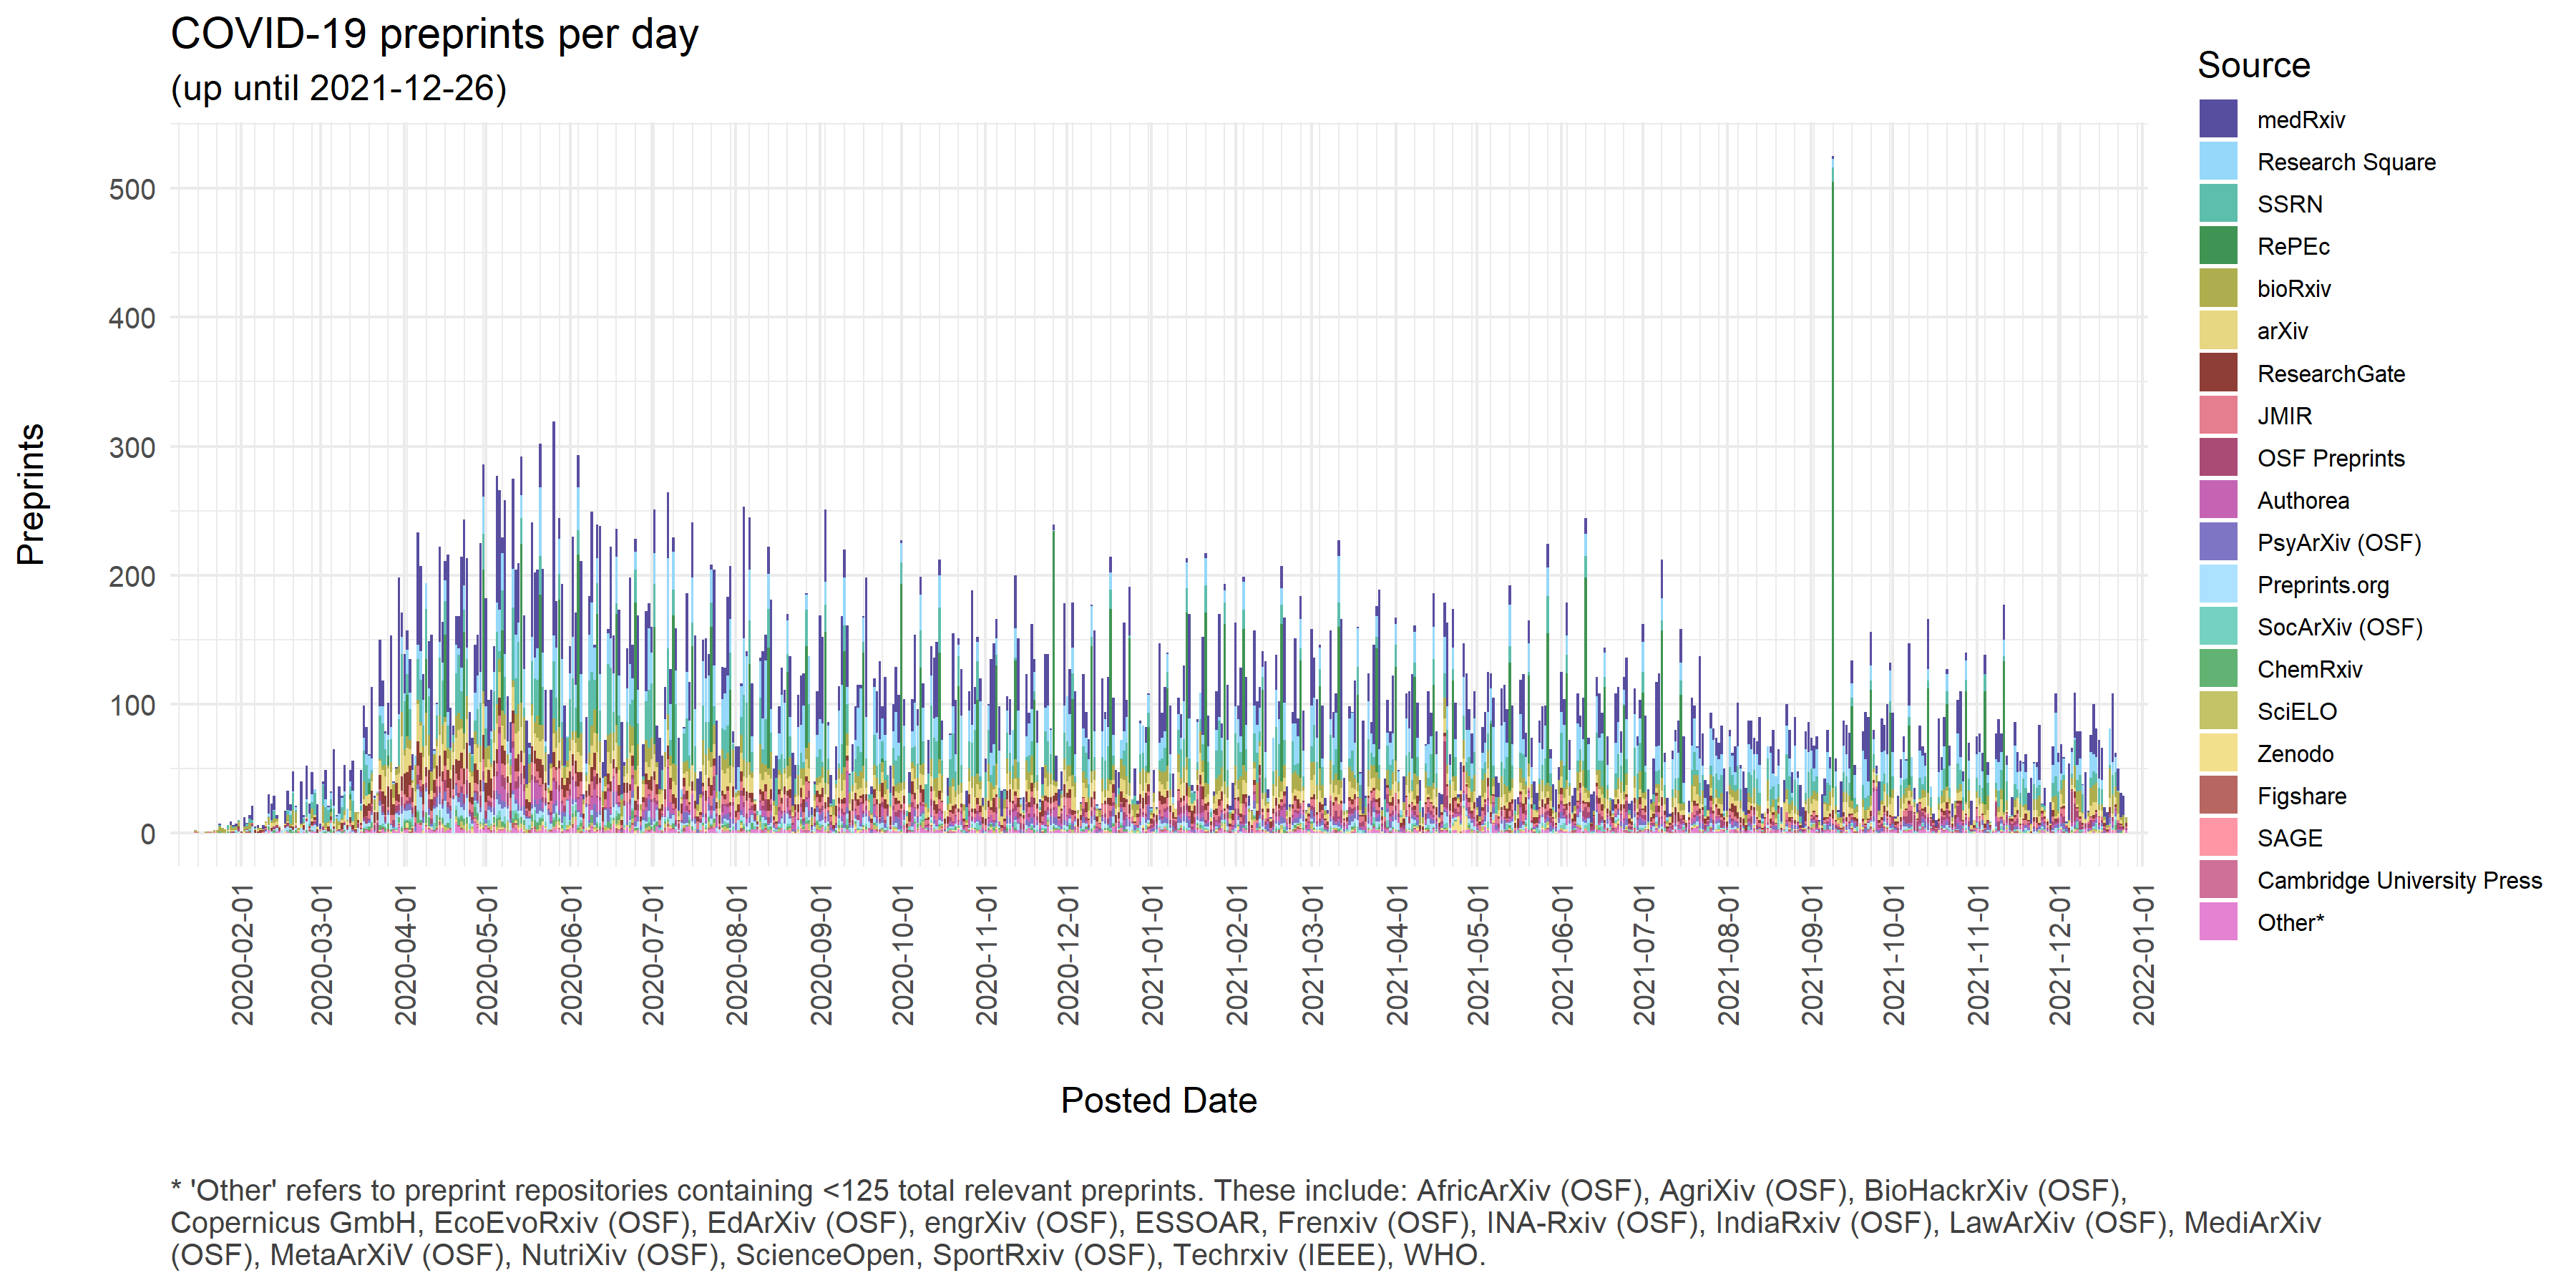 COVID-19 preprints per day
(up until 2021-12-26)
Preprints
500
400
300
200
100
0
2020-02-01
2020-03-01
2020-04-01
2020-05-01
2020-06-01
2020-07-01
2020-08-01
2020-09-01
2020-10-01
2020-11-01
2020-12-01
2021-01-01
2021-02-01
2021-03-01
2021-04-01
2021-05-01
2021-06-01
2021-07-01
2021-08-01
2021-09-01
2021-10-01
2021-11-01
2021-12-01
2022-01-01
Posted Date
Source
medRxiv
Research Square
SSRN
RePEc
bioRxiv
arXiv
ResearchGate
JMIR
OSF Preprints
Authorea
PsyArXiv (OSF)
Preprints.org
SocArXiv (OSF)
ChemRxiv
SciELO
Zenodo
Figshare
SAGE
Cambridge University Press
Other*
* 'Other' refers to preprint repositories containing <125 total relevant preprints. These include: AfricArXiv (OSF), AgriXiv (OSF), BioHackrXiv (OSF),
Copernicus GmbH, EcoEvoRxiv (OSF), EdArXiv (OSF), engrXiv (OSF), ESSOAR, Frenxiv (OSF), INA-Rxiv (OSF), IndiaRxiv (OSF), LawArXiv (OSF), MediArXiv
(OSF), MetaArXiV (OSF), NutriXiv (OSF), ScienceOpen, SportRxiv (OSF), Techrxiv (IEEE), WHO.